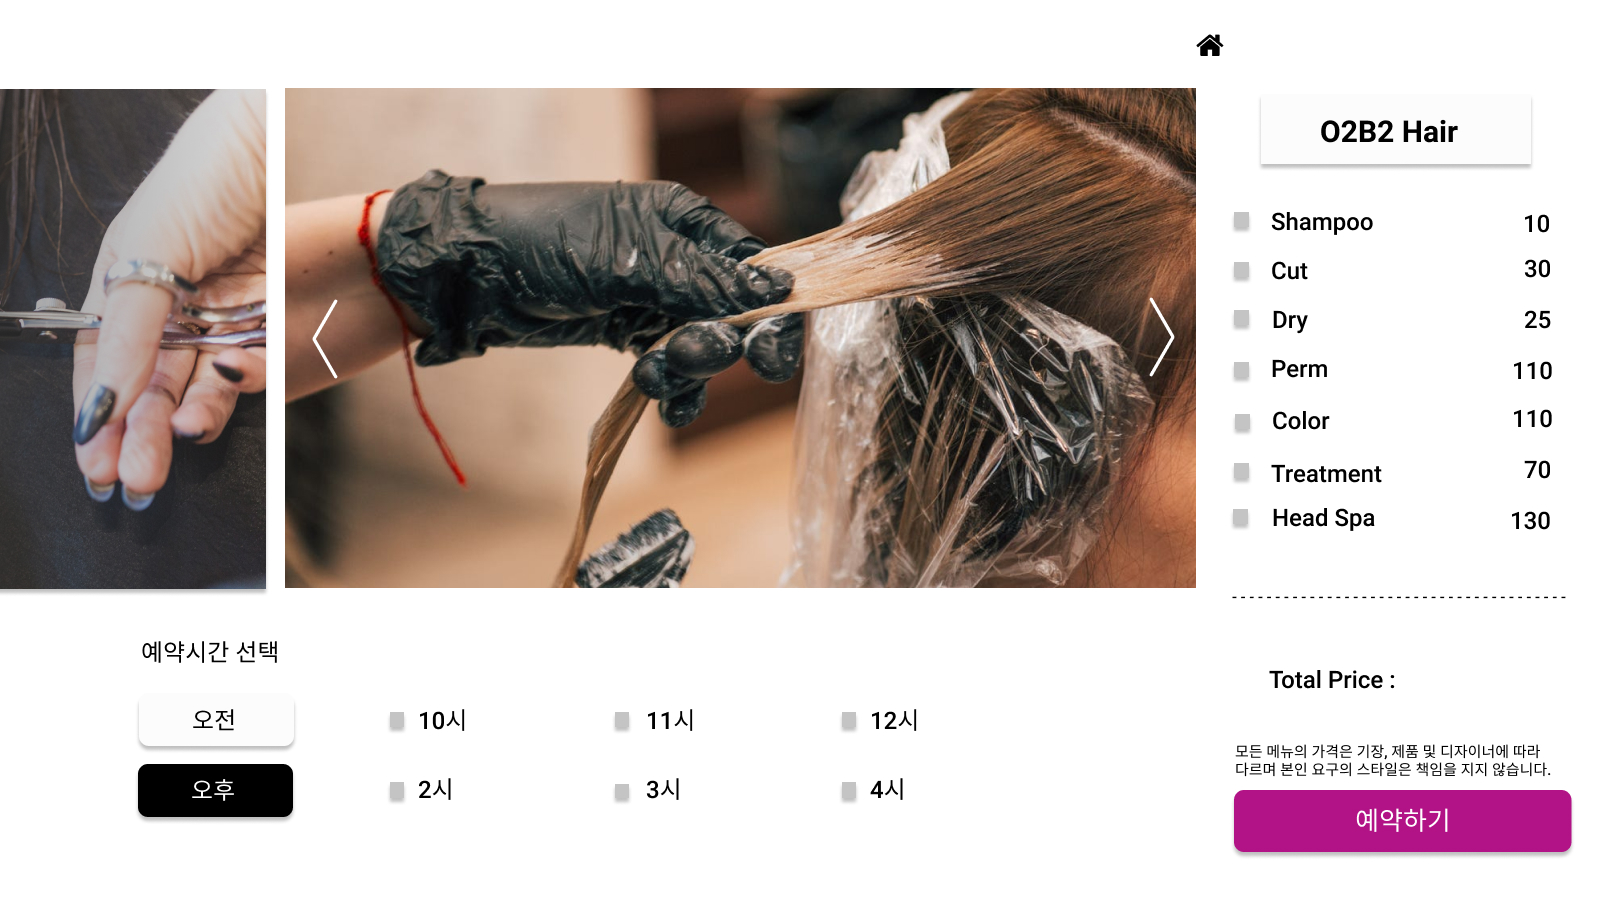 O2B2 Hair
Shampoo 10
Cut 30
Dry 25
Perm 110
Color 110
Treatment 70
Head Spa 130
예약시간 선택
오전 10시 11시 12시
오후 2시 3시 4시
Total Price :
모든 메뉴의 가격은 기장, 제품 및 디자이너에 따라
다르며 본인 요구의 스타일은 책임을 지지 않습니다.
예약하기